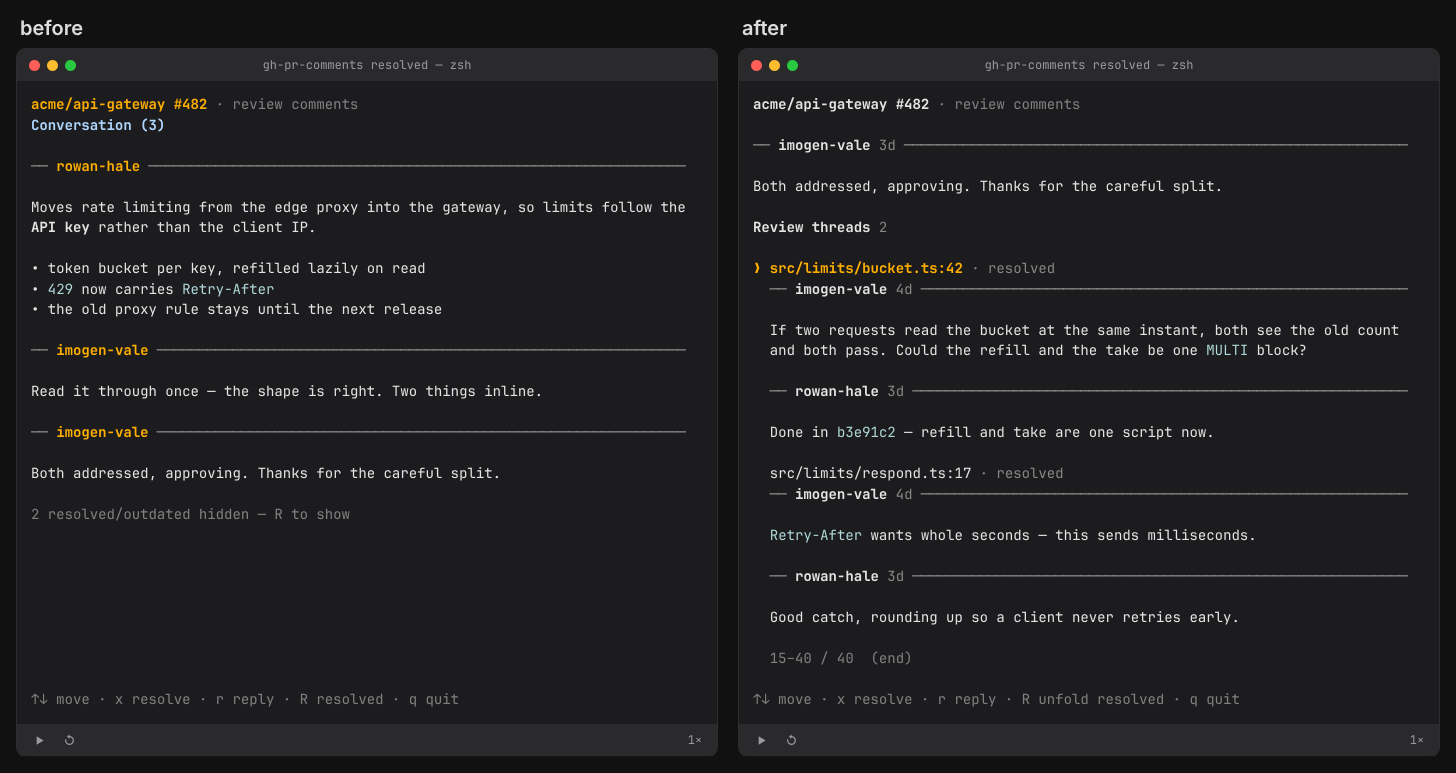 before
gh-pr-comments resolved — zsh
acme/api-gateway #482 · review comments
Conversation (3)
── rowan-hale ──
Moves rate limiting from the edge proxy into the gateway, so limits follow the
API key rather than the client IP.
• token bucket per key, refilled lazily on read
• 429 now carries Retry-After
• the old proxy rule stays until the next release
── imogen-vale ──
Read it through once — the shape is right. Two things inline.
── imogen-vale ──
Both addressed, approving. Thanks for the careful split.
2 resolved/outdated hidden — R to show
↑↓ move · x resolve · r reply · R resolved · q quit
1×
after
gh-pr-comments resolved — zsh
acme/api-gateway #482 · review comments
── imogen-vale 3d ──
Both addressed, approving. Thanks for the careful split.
Review threads 2
❯ src/limits/bucket.ts:42 · resolved
── imogen-vale 4d ──
If two requests read the bucket at the same instant, both see the old count
and both pass. Could the refill and the take be one MULTI block?
── rowan-hale 3d ──
Done in b3e91c2 — refill and take are one script now.
src/limits/respond.ts:17 · resolved
── imogen-vale 4d ──
Retry-After wants whole seconds — this sends milliseconds.
── rowan-hale 3d ──
Good catch, rounding up so a client never retries early.
15–40 / 40  (end)
↑↓ move · x resolve · r reply · R unfold resolved · q quit
1×